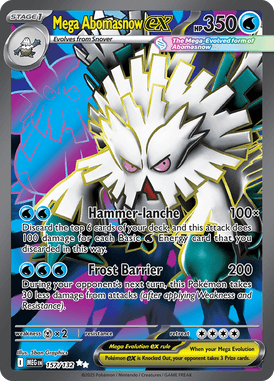 STAGE 1
Mega Abomasnow ex
HP 350
Evolves from Snover
The Mega-Evolved form of
Abomasnow
Hammer-lanche 100×
Discard the top 6 cards of your deck, and this attack does
100 damage for each Basic Energy card that you
discarded in this way.
Frost Barrier 200
During your opponent's next turn, this Pokémon takes
30 less damage from attacks (after applying Weakness and
Resistance).
weakness ×2 resistance retreat
Illus. 5ban Graphics
Mega Evolution ex rule
When your Mega Evolution
Pokémon ex is Knocked Out, your opponent takes 3 Prize cards.
I MEG EN 157/132
©2025 Pokémon / Nintendo / Creatures / GAME FREAK